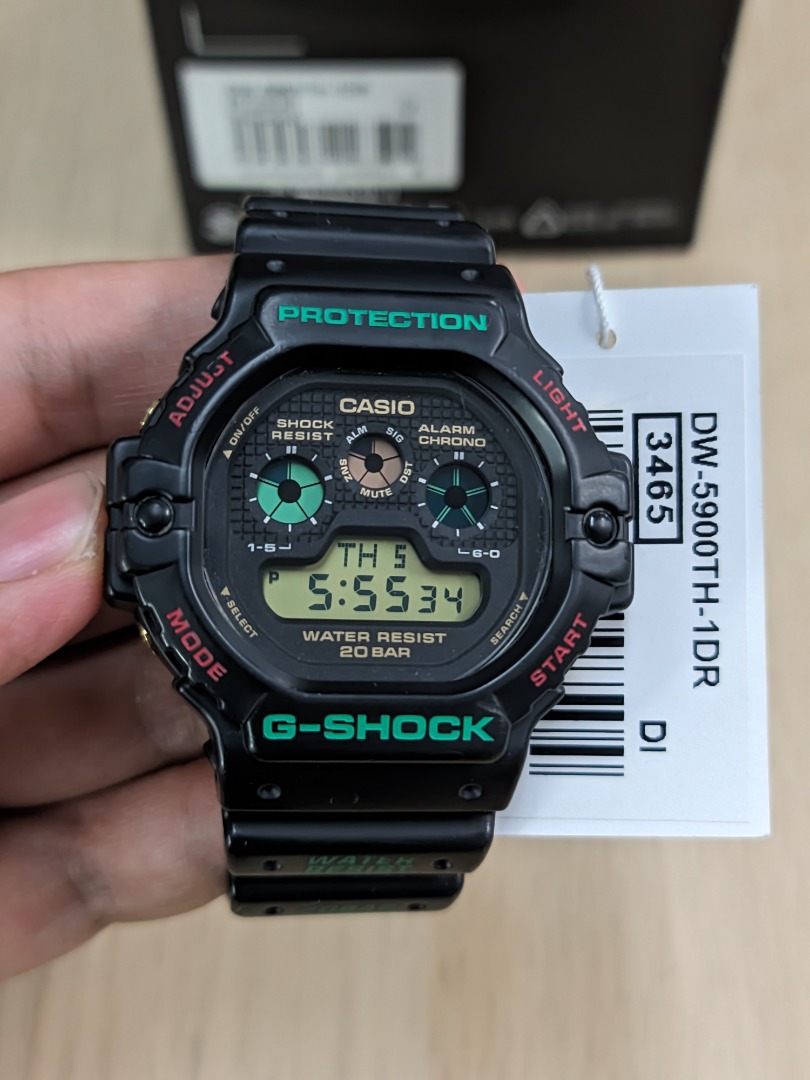 PROTECTION
ADJUST
LIGHT
▲ ON/OFF
CASIO
SHOCK
RESIST
ALM SIG
SNZ MUTE DST
ALARM
CHRONO
1-5
6-0
TH 5
P 5:55 34
▼ SELECT
SEARCH ▼
WATER RESIST
20 BAR
MODE
START
G-SHOCK
WATER
RESIST
DW-5900TH-1DR
3465
DI